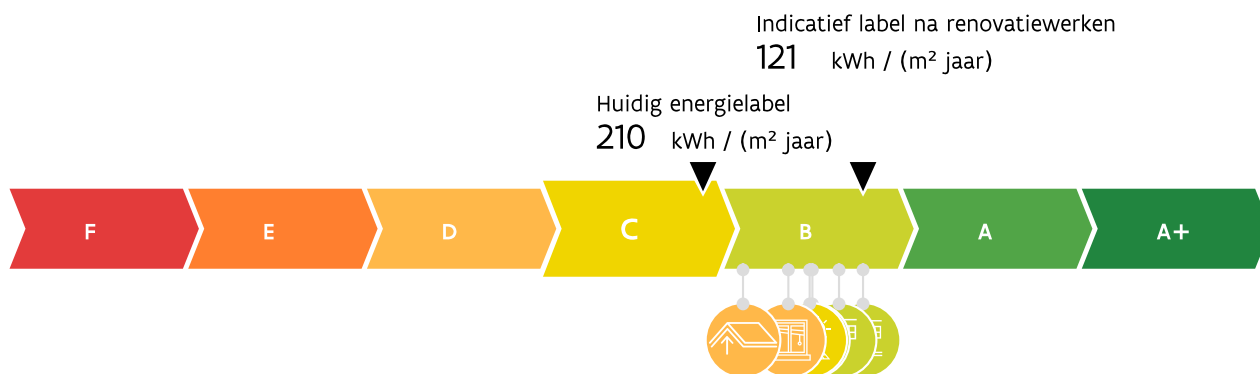 Indicatief label na renovatiewerken
121 kWh / (m² jaar)
Huidig energielabel
210 kWh / (m² jaar)
F E D C B A A+